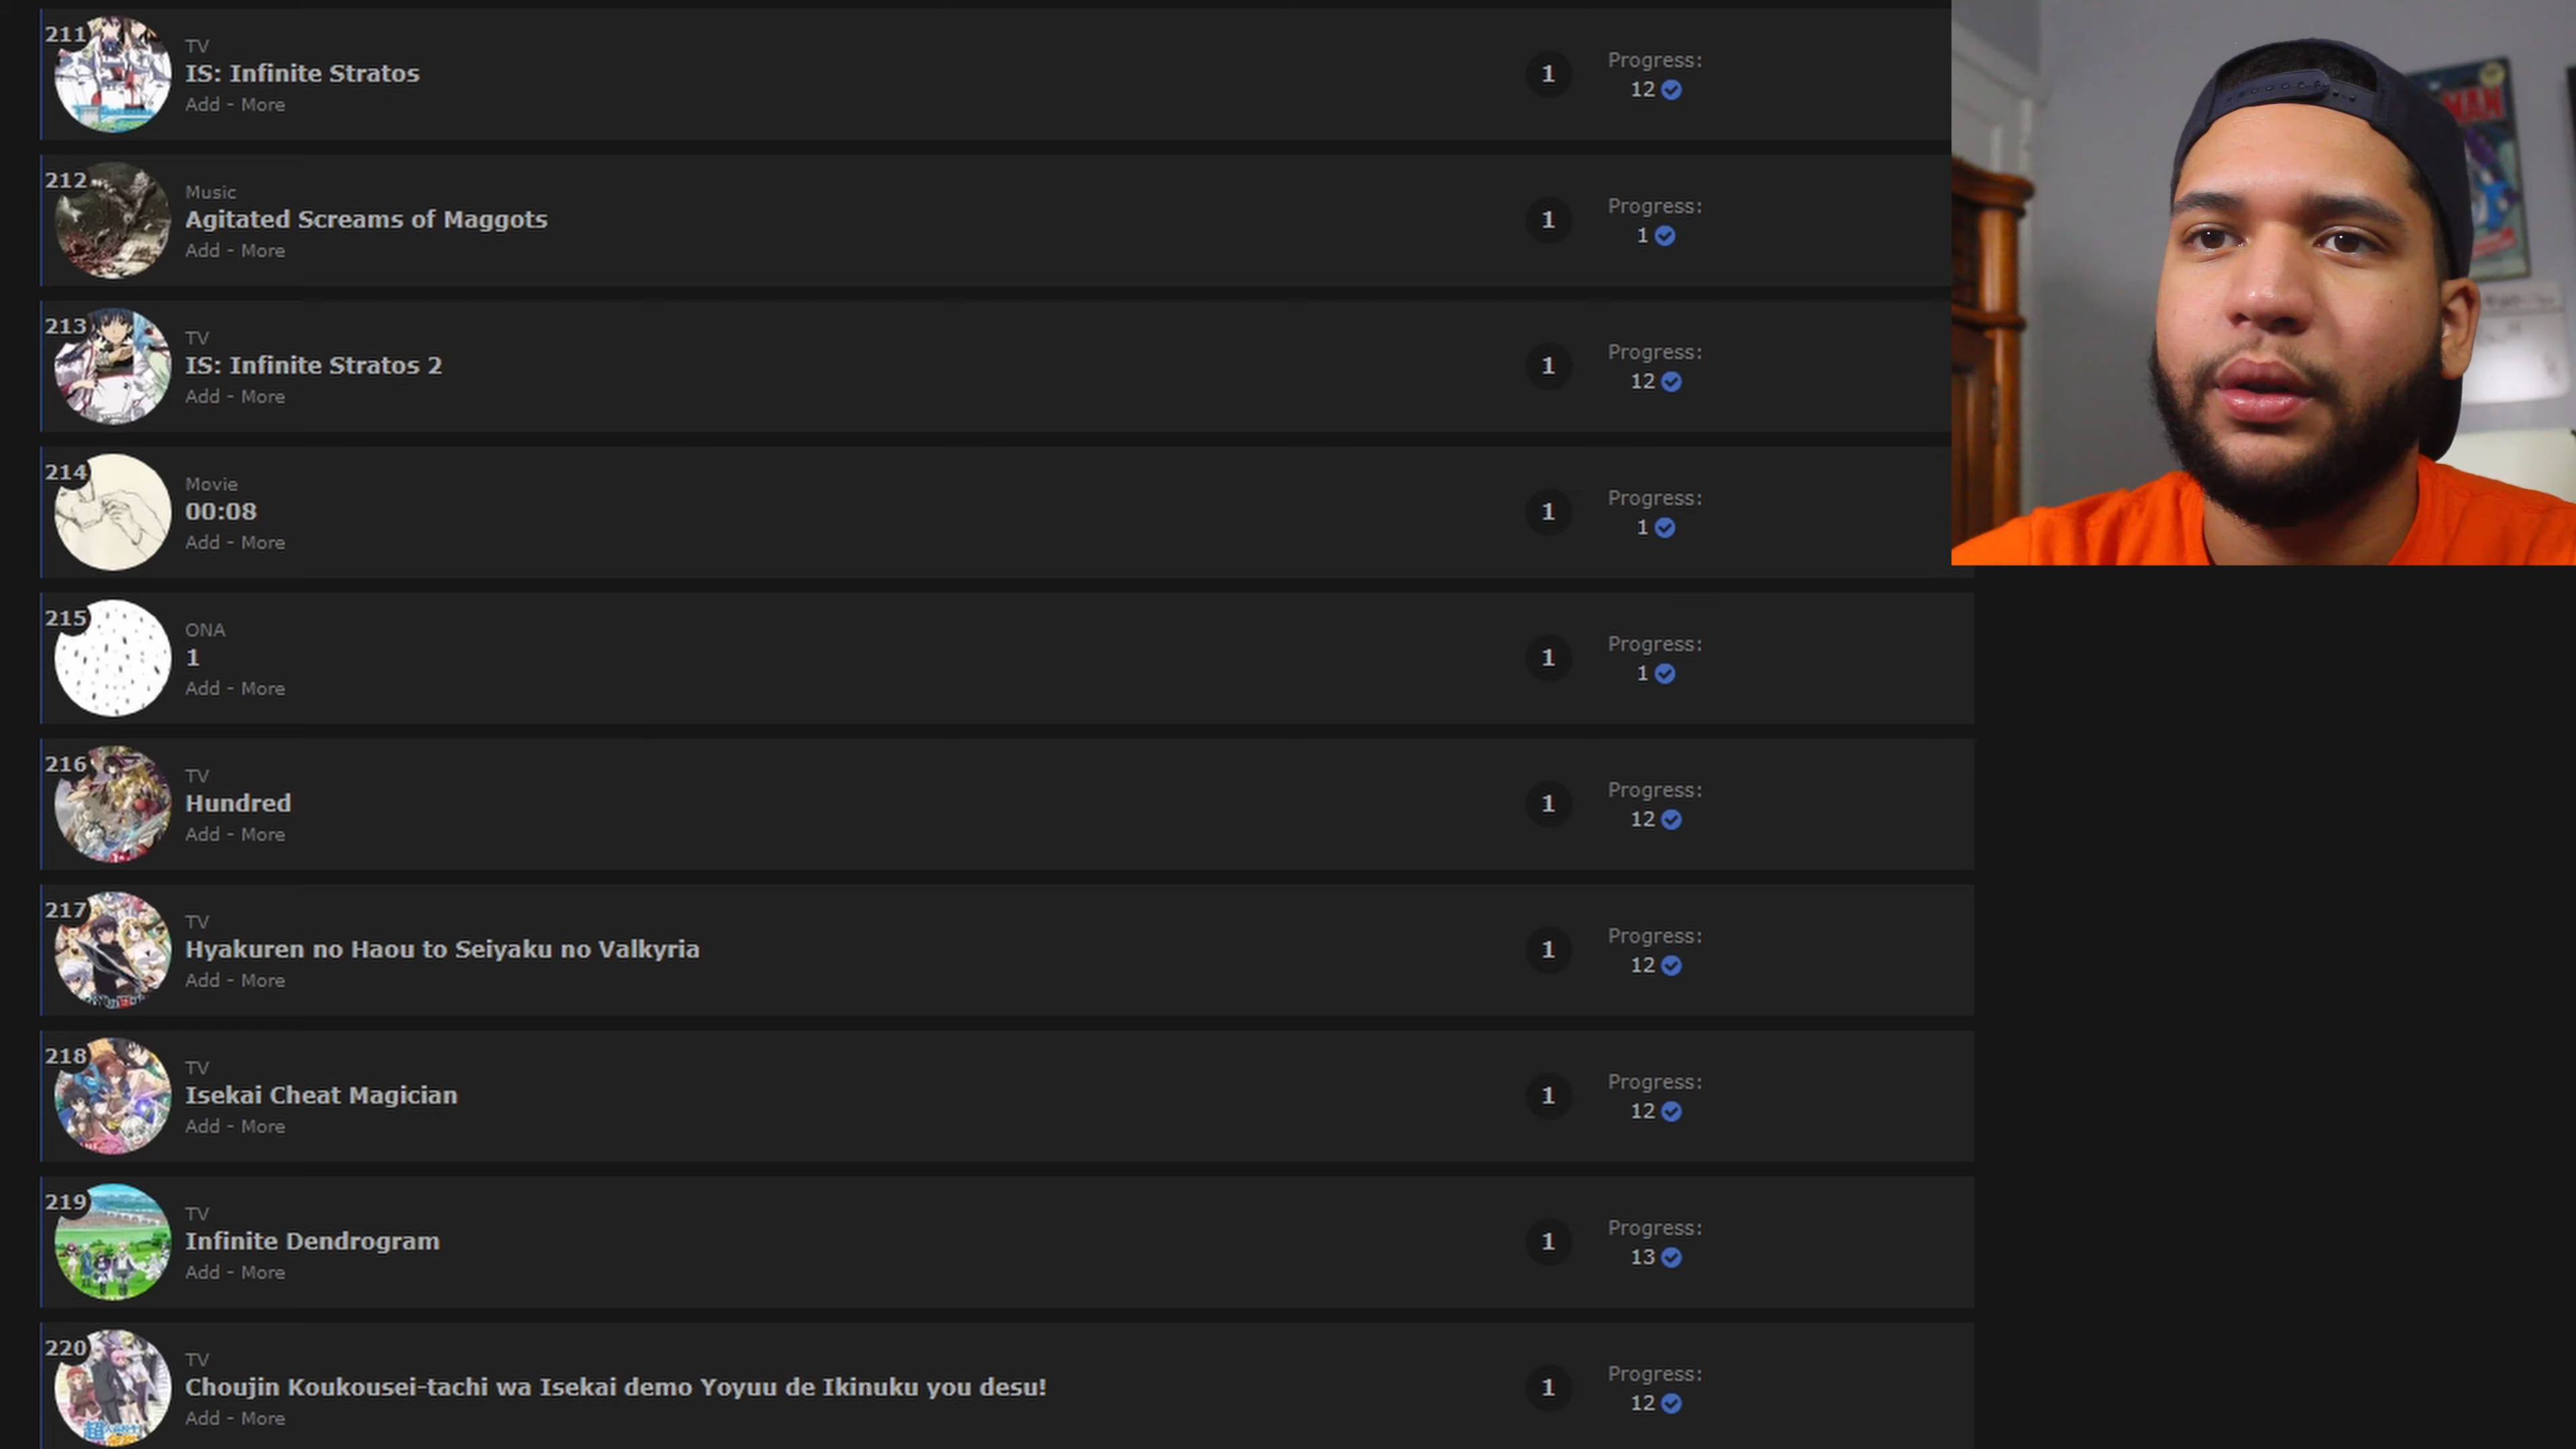 211
TV
IS: Infinite Stratos
Add - More
1
Progress:
12
212
Music
Agitated Screams of Maggots
Add - More
1
Progress:
1
213
TV
IS: Infinite Stratos 2
Add - More
1
Progress:
12
214
Movie
00:08
Add - More
1
Progress:
1
215
ONA
1
Add - More
1
Progress:
1
216
TV
Hundred
Add - More
1
Progress:
12
217
TV
Hyakuren no Haou to Seiyaku no Valkyria
Add - More
1
Progress:
12
218
TV
Isekai Cheat Magician
Add - More
1
Progress:
12
219
TV
Infinite Dendrogram
Add - More
1
Progress:
13
220
TV
Choujin Koukousei-tachi wa Isekai demo Yoyuu de Ikinuku you desu!
Add - More
1
Progress:
12
MAN